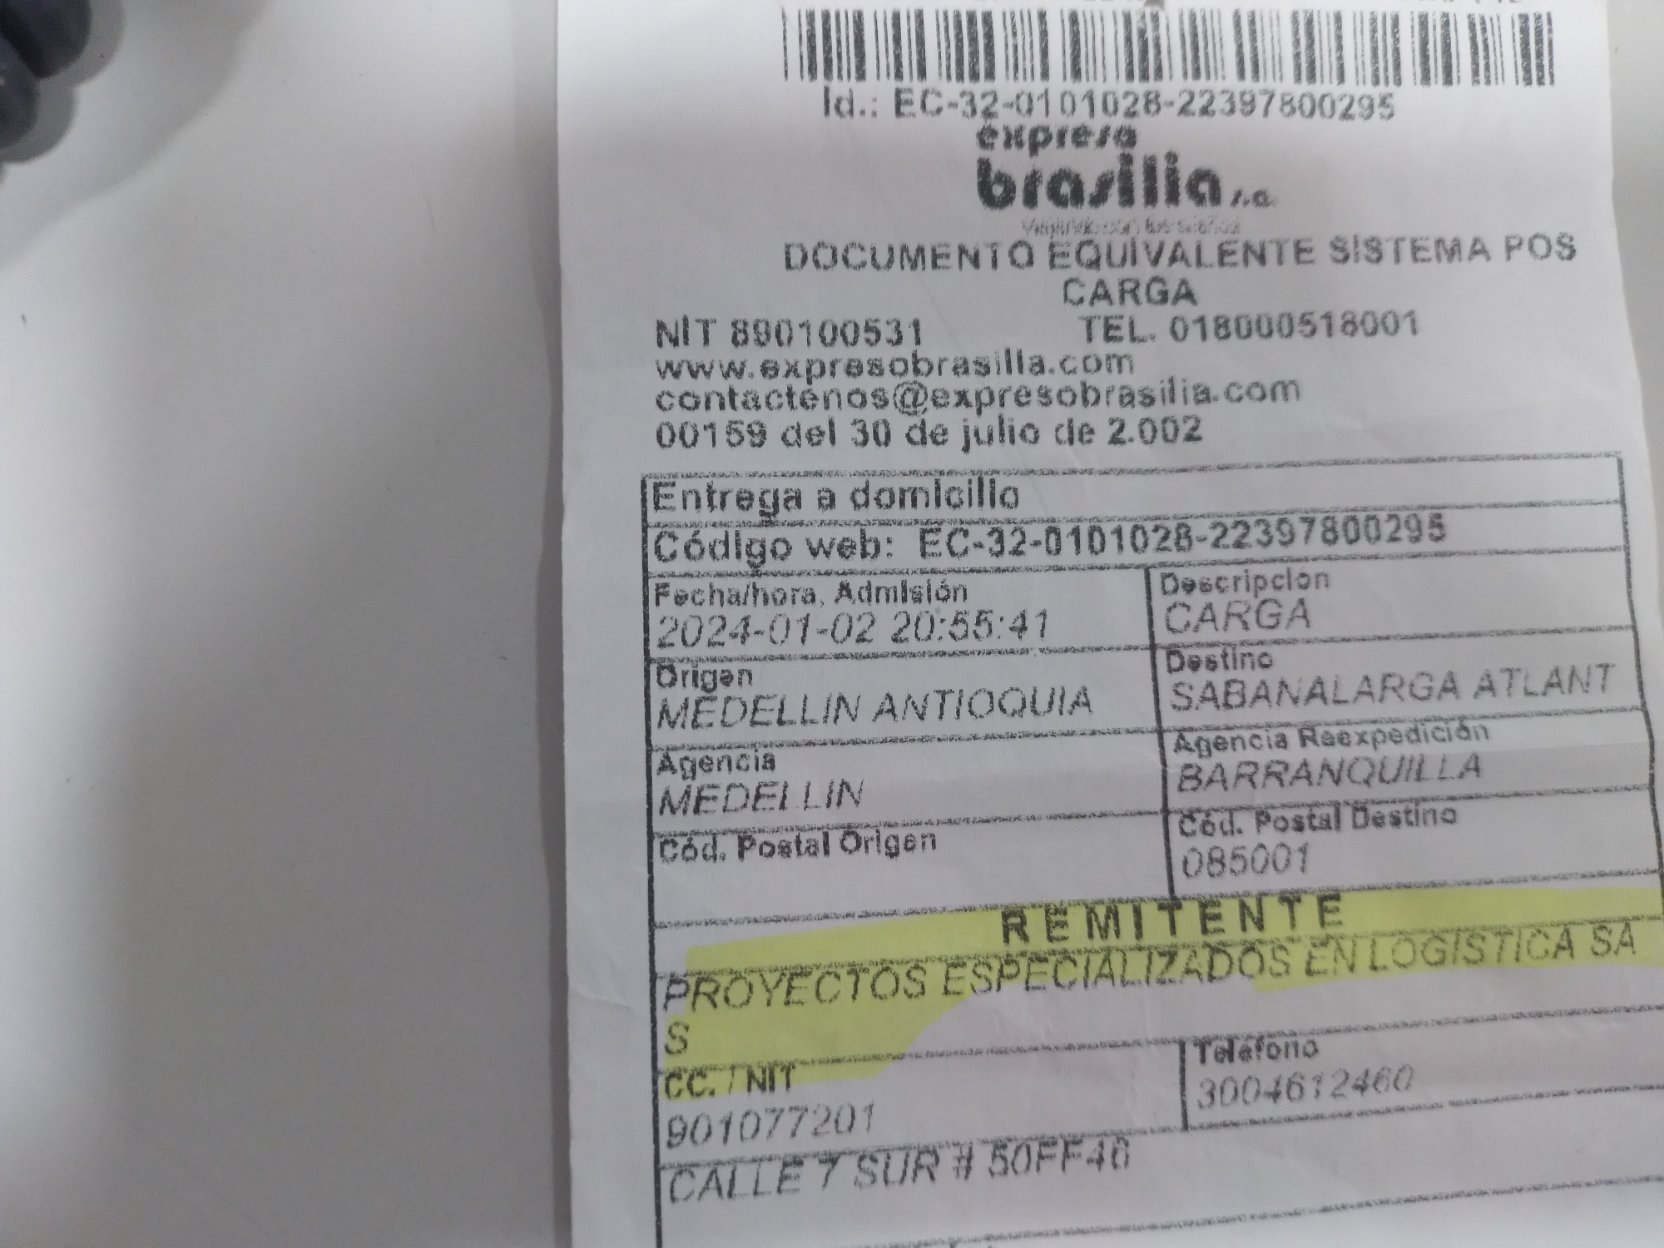 Id.: EC-32-0101028-22397800295
expreso
brasilia s.a.
DOCUMENTO EQUIVALENTE SISTEMA POS
CARGA
NIT 890100531 TEL. 018000518001
www.expresobrasilia.com
contactenos@expresobrasilia.com
00159 del 30 de julio de 2.002
Entrega a domicilio
Código web: EC-32-0101028-22397800295
Fecha/hora, Admisión
2024-01-02 20:55:41
Descripcion
CARGA
Origen
MEDELLIN ANTIOQUIA
Destino
SABANALARGA ATLANT
Agencia
MEDELLIN
Agencia Reexpedición
BARRANQUILLA
Cód. Postal Origen
Cód. Postal Destino
085001
REMITENTE
PROYECTOS ESPECIALIZADOS EN LOGISTICA SA
S
CC. / NIT
901077201
Teléfono
3004612460
CALLE 7 SUR # 50FF40